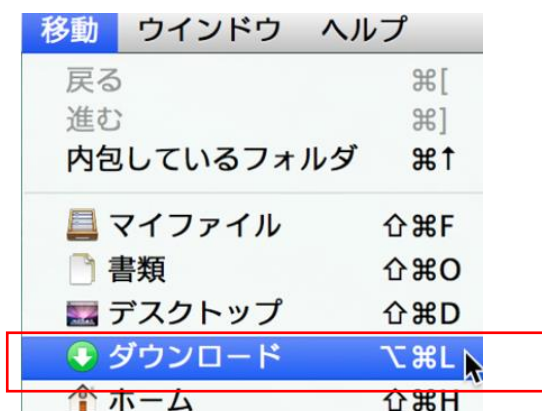 移動 ウインドウ ヘルプ
戻る ⌘[
進む ⌘]
内包しているフォルダ ⌘↑
マイファイル ⇧⌘F
書類 ⇧⌘O
デスクトップ ⇧⌘D
ダウンロード ⌥⌘L
ホーム ⇧⌘H